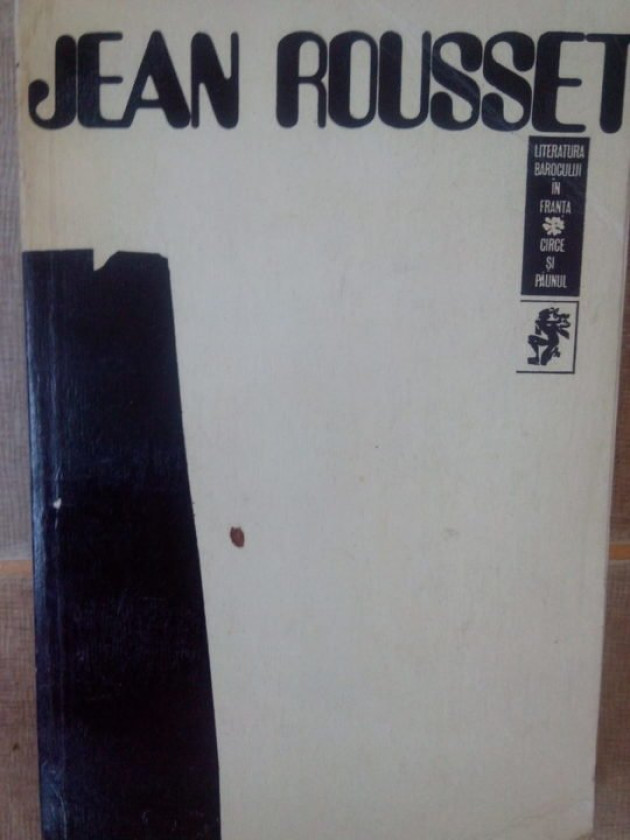 JEAN ROUSSET
LITERATURA
BAROCULUI
ÎN
FRANȚA
CIRCE
ȘI
PĂUNUL